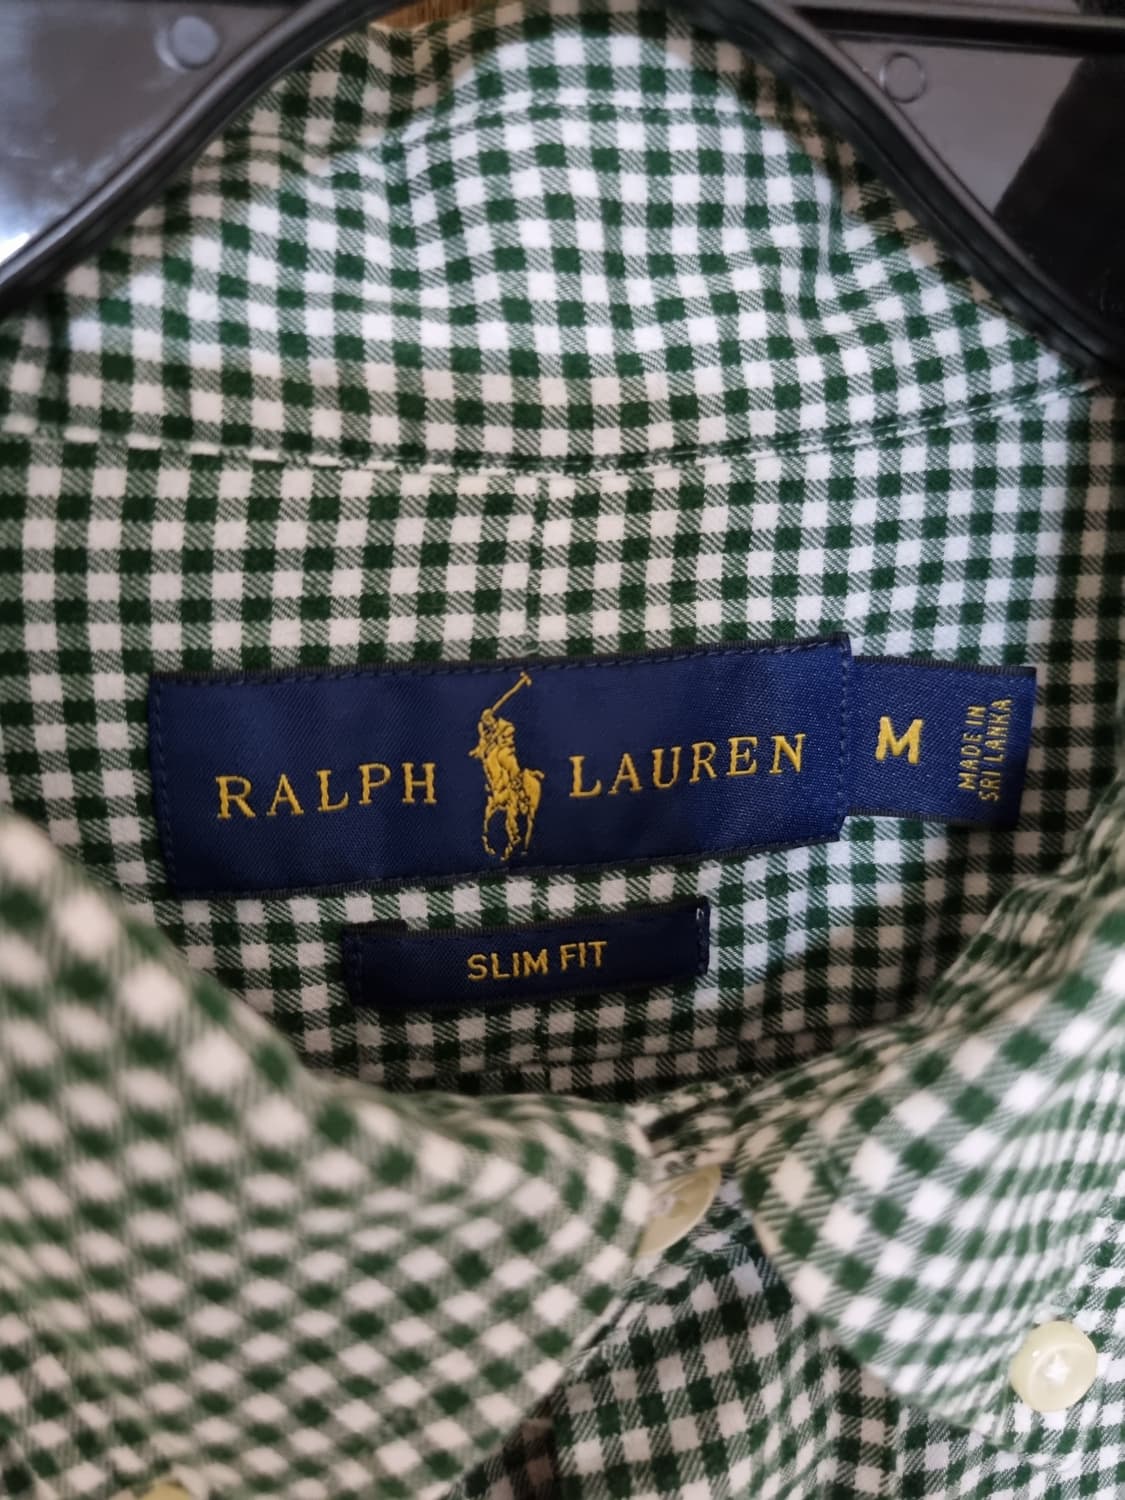 RALPH LAUREN
M
MADE IN
SRI LANKA
SLIM FIT